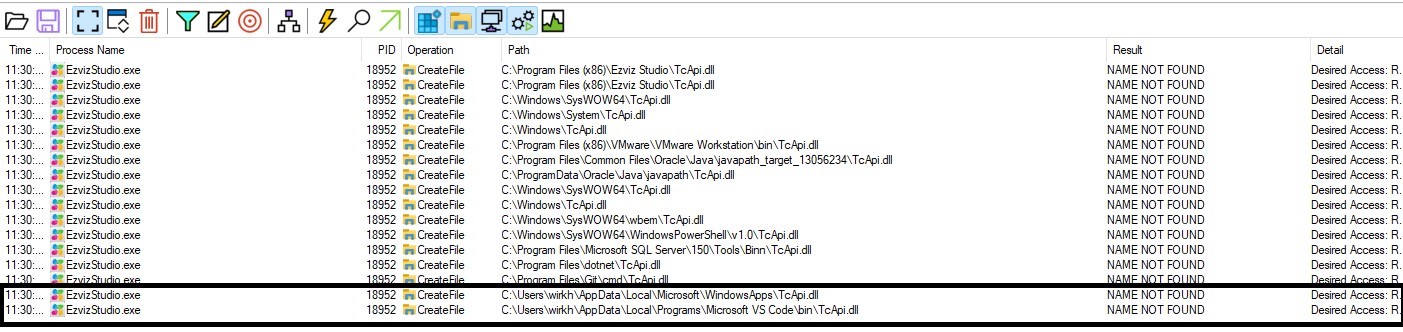 Time ... Process Name PID Operation Path Result Detail
11:30:... EzvizStudio.exe 18952 CreateFile C:\Program Files (x86)\Ezviz Studio\TcApi.dll NAME NOT FOUND Desired Access: R...
11:30:... EzvizStudio.exe 18952 CreateFile C:\Program Files (x86)\Ezviz Studio\TcApi.dll NAME NOT FOUND Desired Access: R...
11:30:... EzvizStudio.exe 18952 CreateFile C:\Windows\SysWOW64\TcApi.dll NAME NOT FOUND Desired Access: R...
11:30:... EzvizStudio.exe 18952 CreateFile C:\Windows\System\TcApi.dll NAME NOT FOUND Desired Access: R...
11:30:... EzvizStudio.exe 18952 CreateFile C:\Windows\TcApi.dll NAME NOT FOUND Desired Access: R...
11:30:... EzvizStudio.exe 18952 CreateFile C:\Program Files (x86)\VMware\VMware Workstation\bin\TcApi.dll NAME NOT FOUND Desired Access: R...
11:30:... EzvizStudio.exe 18952 CreateFile C:\Program Files\Common Files\Oracle\Java\javapath_target_13056234\TcApi.dll NAME NOT FOUND Desired Access: R...
11:30:... EzvizStudio.exe 18952 CreateFile C:\ProgramData\Oracle\Java\javapath\TcApi.dll NAME NOT FOUND Desired Access: R...
11:30:... EzvizStudio.exe 18952 CreateFile C:\Windows\SysWOW64\TcApi.dll NAME NOT FOUND Desired Access: R...
11:30:... EzvizStudio.exe 18952 CreateFile C:\Windows\TcApi.dll NAME NOT FOUND Desired Access: R...
11:30:... EzvizStudio.exe 18952 CreateFile C:\Windows\SysWOW64\wbem\TcApi.dll NAME NOT FOUND Desired Access: R...
11:30:... EzvizStudio.exe 18952 CreateFile C:\Windows\SysWOW64\WindowsPowerShell\v1.0\TcApi.dll NAME NOT FOUND Desired Access: R...
11:30:... EzvizStudio.exe 18952 CreateFile C:\Program Files\Microsoft SQL Server\150\Tools\Binn\TcApi.dll NAME NOT FOUND Desired Access: R...
11:30:... EzvizStudio.exe 18952 CreateFile C:\Program Files\dotnet\TcApi.dll NAME NOT FOUND Desired Access: R...
11:30:... EzvizStudio.exe 18952 CreateFile C:\Program Files\Git\cmd\TcApi.dll NAME NOT FOUND Desired Access: R...
11:30:... EzvizStudio.exe 18952 CreateFile C:\Users\wirkh\AppData\Local\Microsoft\WindowsApps\TcApi.dll NAME NOT FOUND Desired Access: R...
11:30:... EzvizStudio.exe 18952 CreateFile C:\Users\wirkh\AppData\Local\Programs\Microsoft VS Code\bin\TcApi.dll NAME NOT FOUND Desired Access: R...